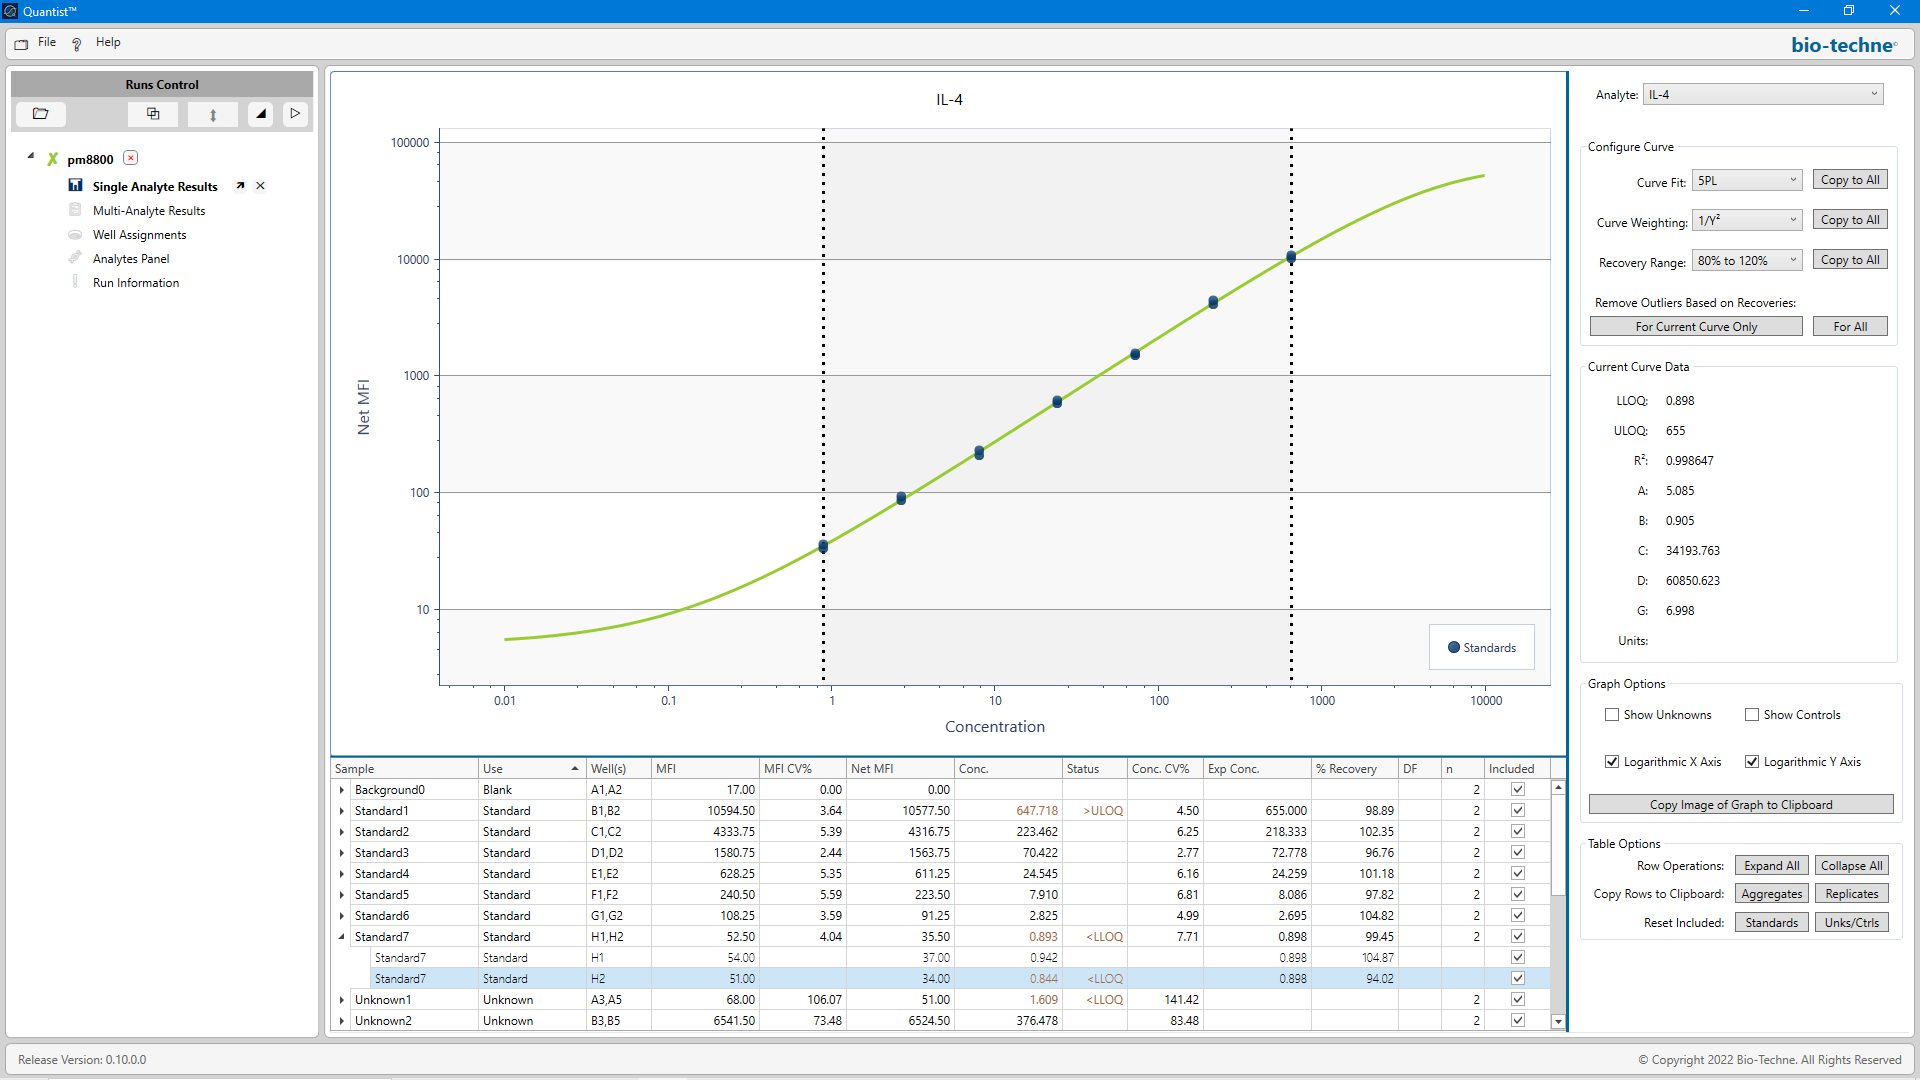 Quantist™
File Help
bio-techne
Runs Control
pm8800
Single Analyte Results
Multi-Analyte Results
Well Assignments
Analytes Panel
Run Information
IL-4
100000
10000
1000
100
10
Net MFI
0.01 0.1 1 10 100 1000 10000
Concentration
Standards
Sample Use Well(s) MFI MFI CV% Net MFI Conc. Status Conc. CV% Exp Conc. % Recovery DF n Included
Background0 Blank A1,A2 17.00 0.00 0.00 2
Standard1 Standard B1,B2 10594.50 3.64 10577.50 647.718 >ULOQ 4.50 655.000 98.89 2
Standard2 Standard C1,C2 4333.75 5.39 4316.75 223.462 6.25 218.333 102.35 2
Standard3 Standard D1,D2 1580.75 2.44 1563.75 70.422 2.77 72.778 96.76 2
Standard4 Standard E1,E2 628.25 5.35 611.25 24.545 6.16 24.259 101.18 2
Standard5 Standard F1,F2 240.50 5.59 223.50 7.910 6.81 8.086 97.82 2
Standard6 Standard G1,G2 108.25 3.59 91.25 2.825 4.99 2.695 104.82 2
Standard7 Standard H1,H2 52.50 4.04 35.50 0.893 <LLOQ 7.71 0.898 99.45 2
Standard7 Standard H1 54.00 37.00 0.942 0.898 104.87
Standard7 Standard H2 51.00 34.00 0.844 <LLOQ 0.898 94.02
Unknown1 Unknown A3,A5 68.00 106.07 51.00 1.609 <LLOQ 141.42 2
Unknown2 Unknown B3,B5 6541.50 73.48 6524.50 376.478 83.48 2
Analyte: IL-4
Configure Curve
Curve Fit: 5PL Copy to All
Curve Weighting: 1/Y² Copy to All
Recovery Range: 80% to 120% Copy to All
Remove Outliers Based on Recoveries:
For Current Curve Only For All
Current Curve Data
LLOQ: 0.898
ULOQ: 655
R²: 0.998647
A: 5.085
B: 0.905
C: 34193.763
D: 60850.623
G: 6.998
Units:
Graph Options
Show Unknowns Show Controls
Logarithmic X Axis Logarithmic Y Axis
Copy Image of Graph to Clipboard
Table Options
Row Operations: Expand All Collapse All
Copy Rows to Clipboard: Aggregates Replicates
Reset Included: Standards Unks/Ctrls
Release Version: 0.10.0.0
© Copyright 2022 Bio-Techne. All Rights Reserved